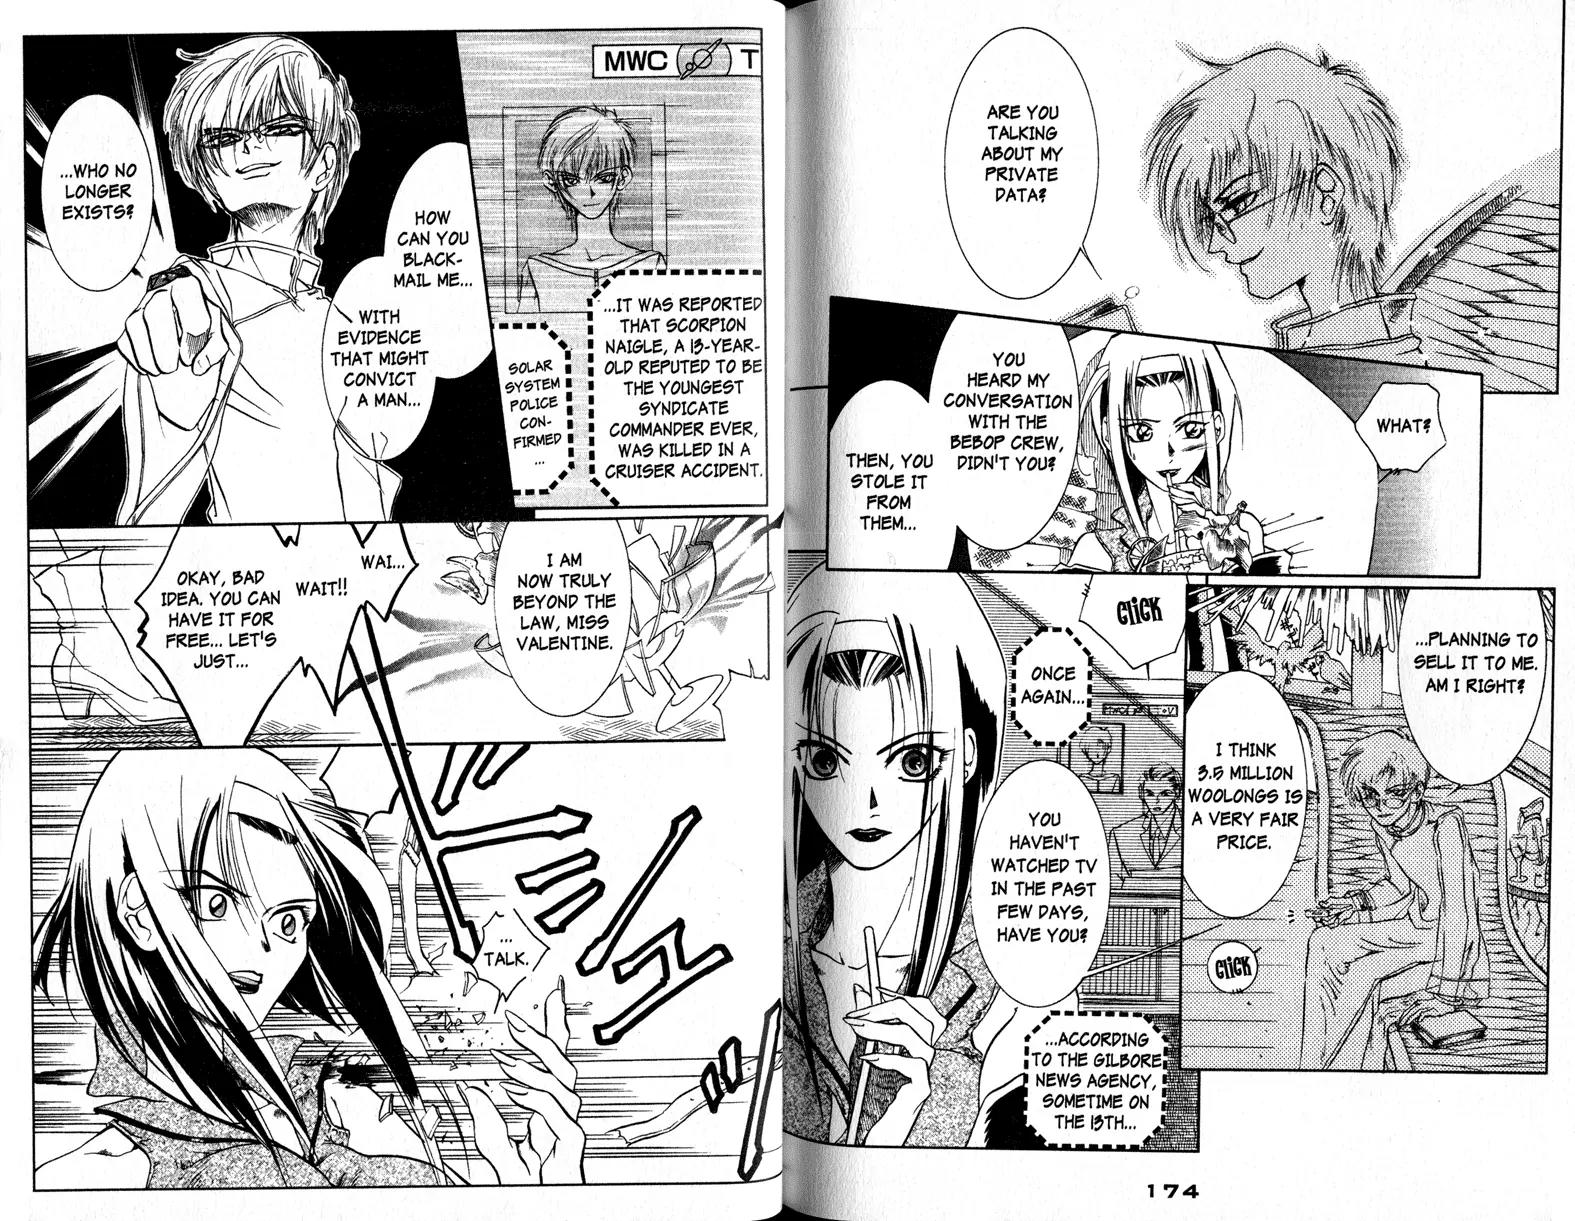 ARE YOU
TALKING
ABOUT MY
PRIVATE
DATA?
WHAT?
YOU
HEARD MY
CONVERSATION
WITH THE
BEBOP CREW,
DIDN'T YOU?
THEN, YOU
STOLE IT
FROM
THEM...
...PLANNING TO
SELL IT TO ME.
AM I RIGHT?
I THINK
3.5 MILLION
WOOLONGS IS
A VERY FAIR
PRICE.
CLICK
CLICK
ONCE
AGAIN...
YOU
HAVEN'T
WATCHED TV
IN THE PAST
FEW DAYS,
HAVE YOU?
...ACCORDING
TO THE GILBORE
NEWS AGENCY,
SOMETIME ON
THE 13TH...
174
MWC T
...IT WAS REPORTED
THAT SCORPION
NAIGLE, A 13-YEAR-
OLD REPUTED TO BE
THE YOUNGEST
SYNDICATE
COMMANDER EVER,
WAS KILLED IN A
CRUISER ACCIDENT.
SOLAR
SYSTEM
POLICE
CON-
FIRMED
...
HOW
CAN YOU
BLACK-
MAIL ME...
WITH
EVIDENCE
THAT MIGHT
CONVICT
A MAN...
...WHO NO
LONGER
EXISTS?
I AM
NOW TRULY
BEYOND THE
LAW, MISS
VALENTINE.
WAI...
WAIT!!
OKAY, BAD
IDEA. YOU CAN
HAVE IT FOR
FREE... LET'S
JUST...
...
TALK.
ドシュッ